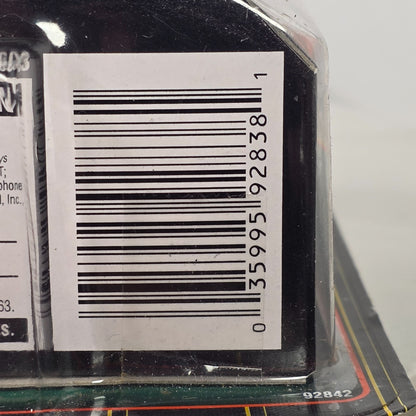 N
ys
T;
phone
l, Inc.,
63.
S.
0 35995 92838 1
92842